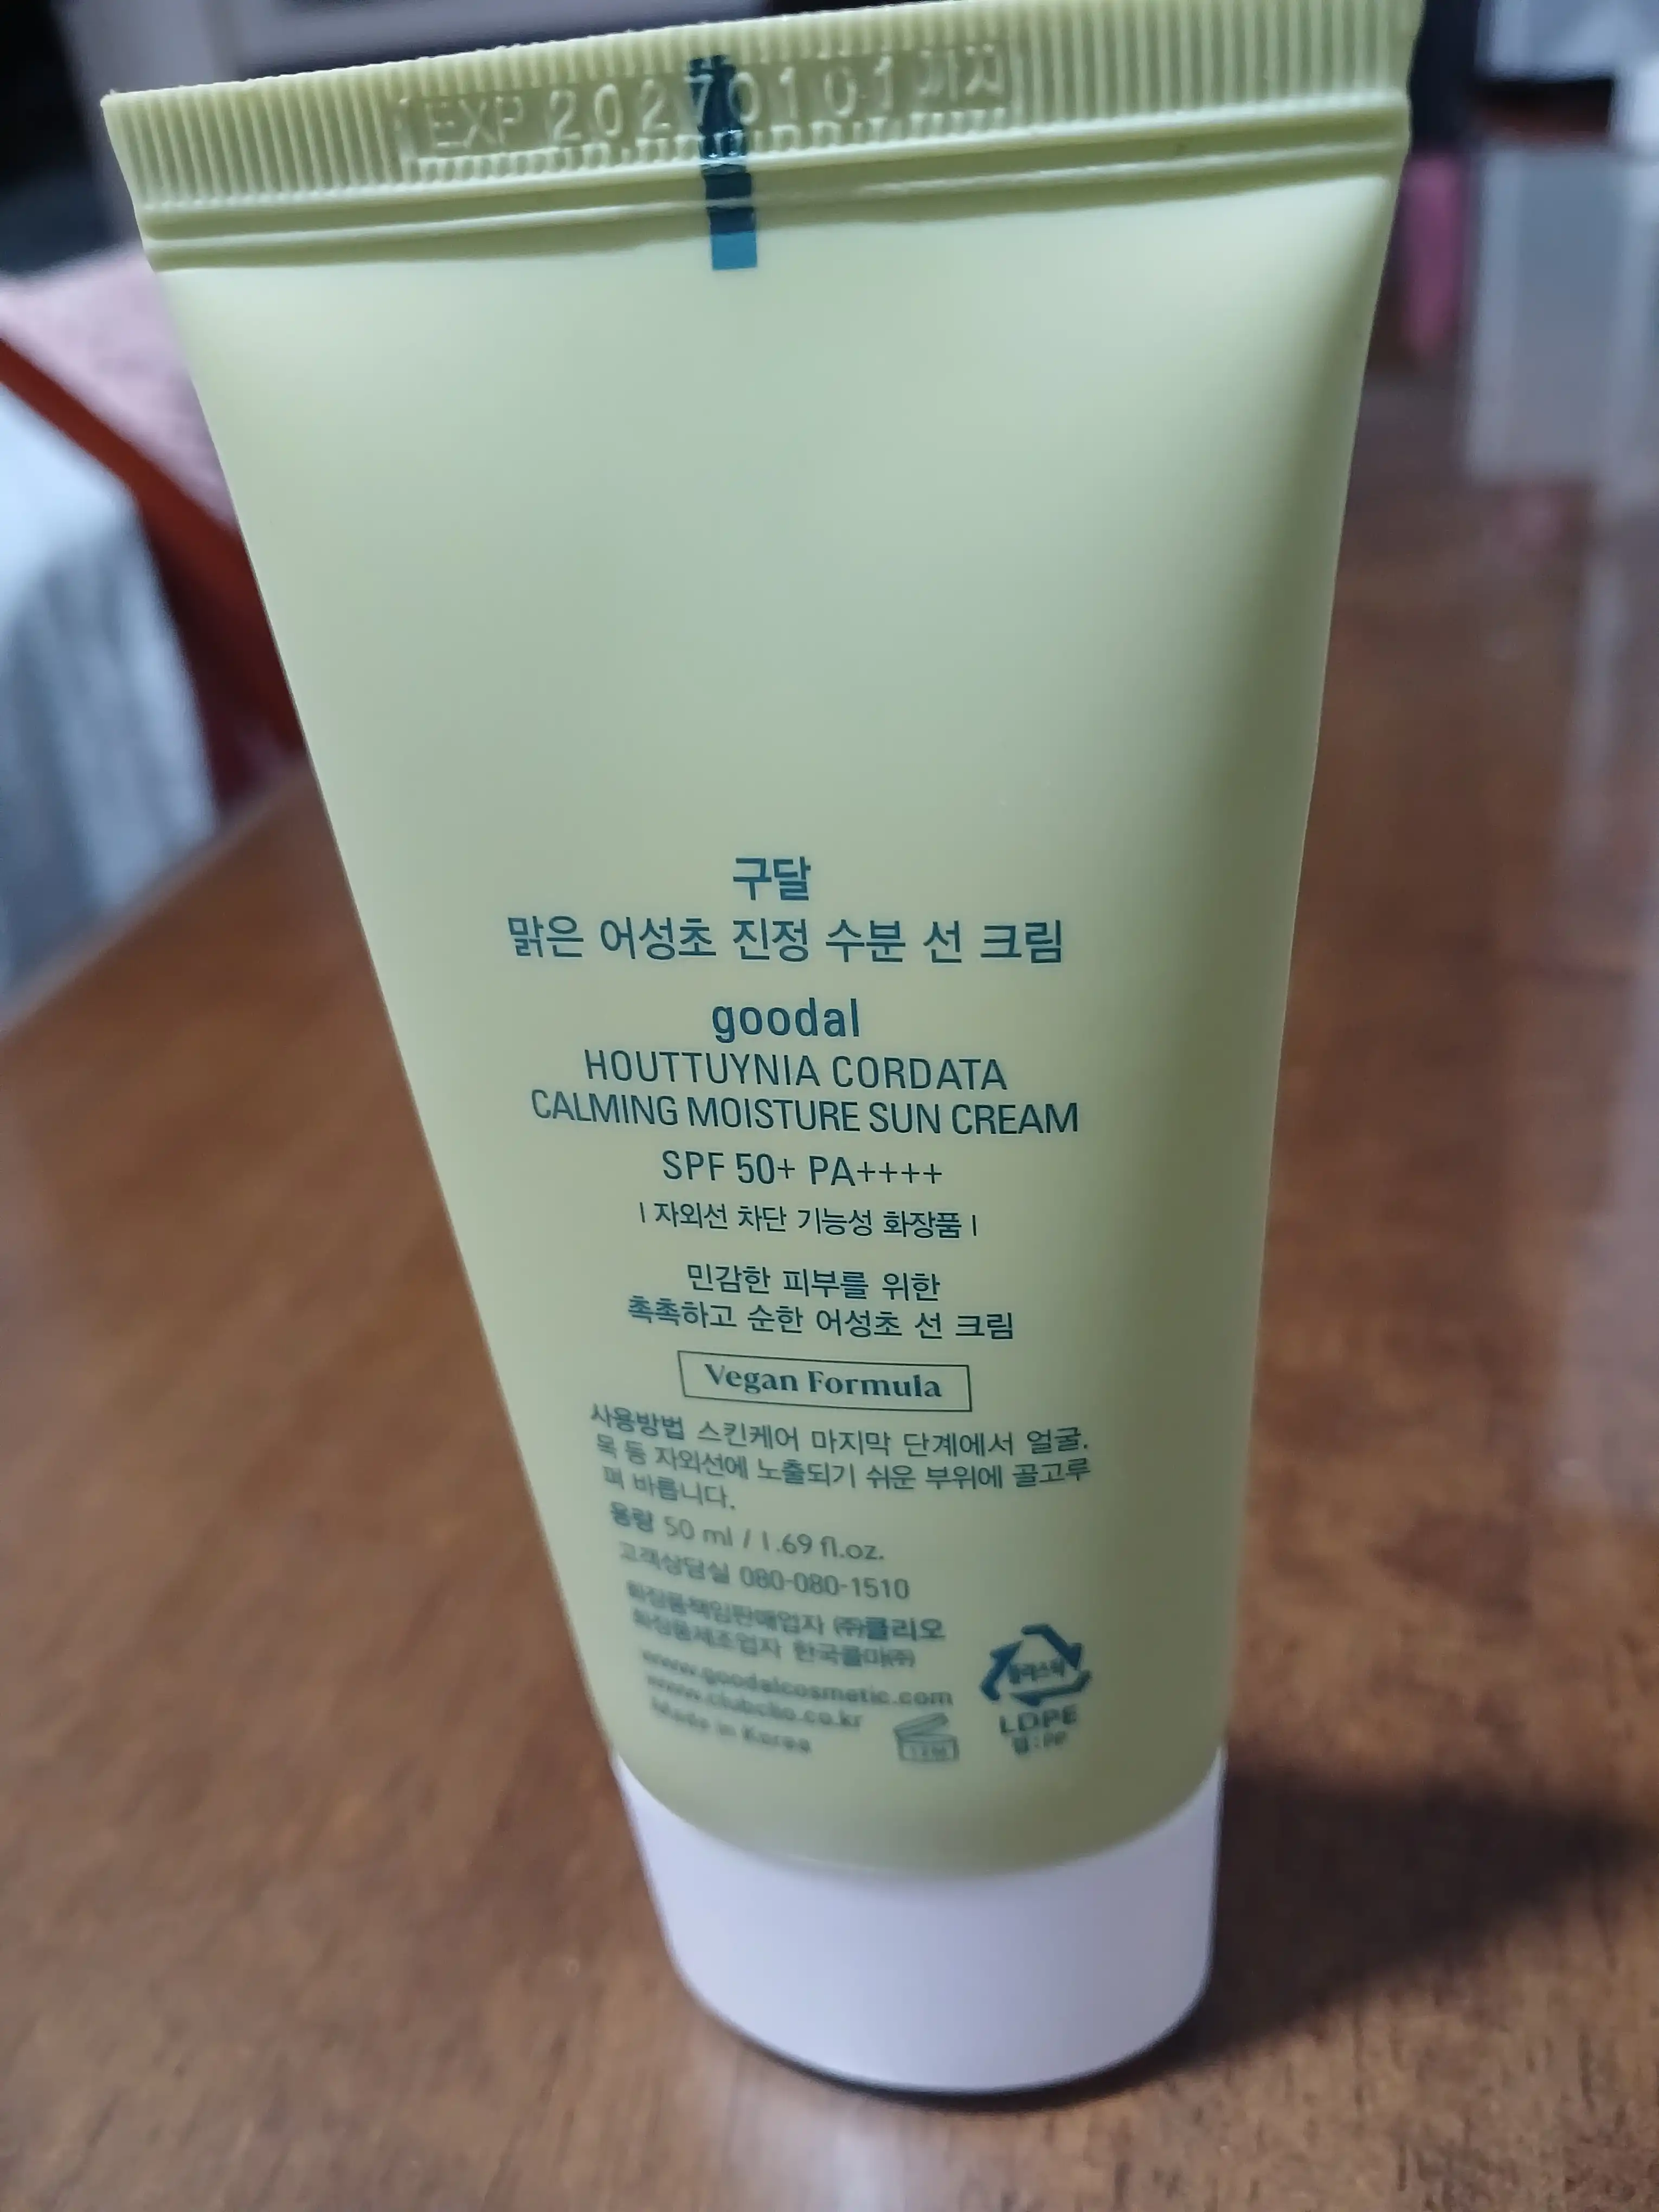 EXP 20270101 까지
구달
맑은 어성초 진정 수분 선 크림
goodal
HOUTTUYNIA CORDATA
CALMING MOISTURE SUN CREAM
SPF 50+ PA++++
| 자외선 차단 기능성 화장품 |
민감한 피부를 위한
촉촉하고 순한 어성초 선 크림
Vegan Formula
사용방법 스킨케어 마지막 단계에서 얼굴,
목 등 자외선에 노출되기 쉬운 부위에 골고루
펴 바릅니다.
용량 50 ml / 1.69 fl.oz.
고객상담실 080-080-1510
화장품책임판매업자 ㈜클리오
화장품제조업자 한국콜마㈜
www.goodalcosmetic.com
www.clubclio.co.kr
Made in Korea
12M
플라스틱
LDPE
캡:PP